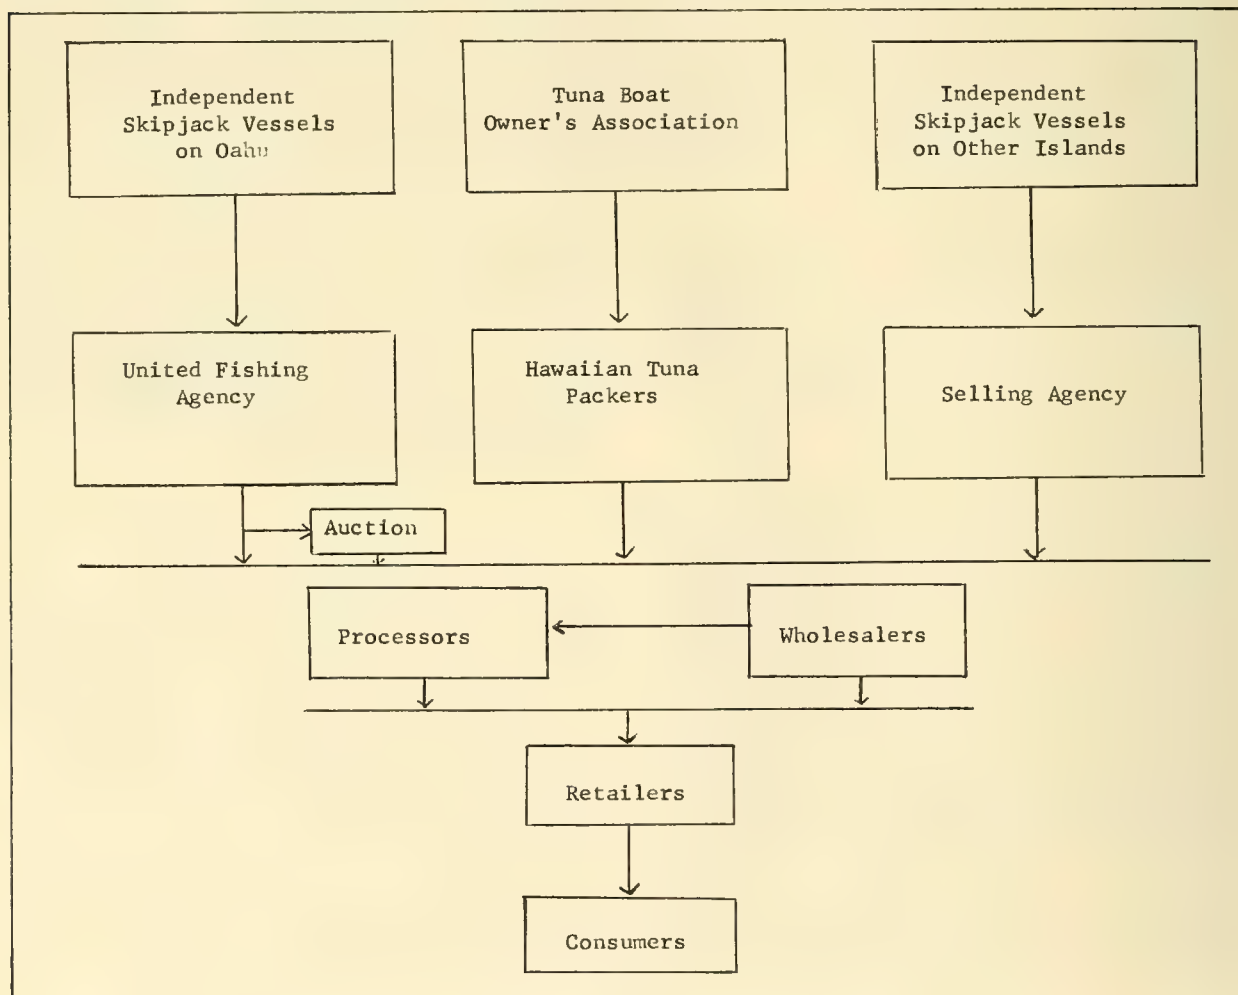 Independent
Skipjack Vessels
on Oahu
Tuna Boat
Owner's Association
Independent
Skipjack Vessels
on Other Islands
United Fishing
Agency
Hawaiian Tuna
Packers
Selling Agency
Auction
Processors
Wholesalers
Retailers
Consumers